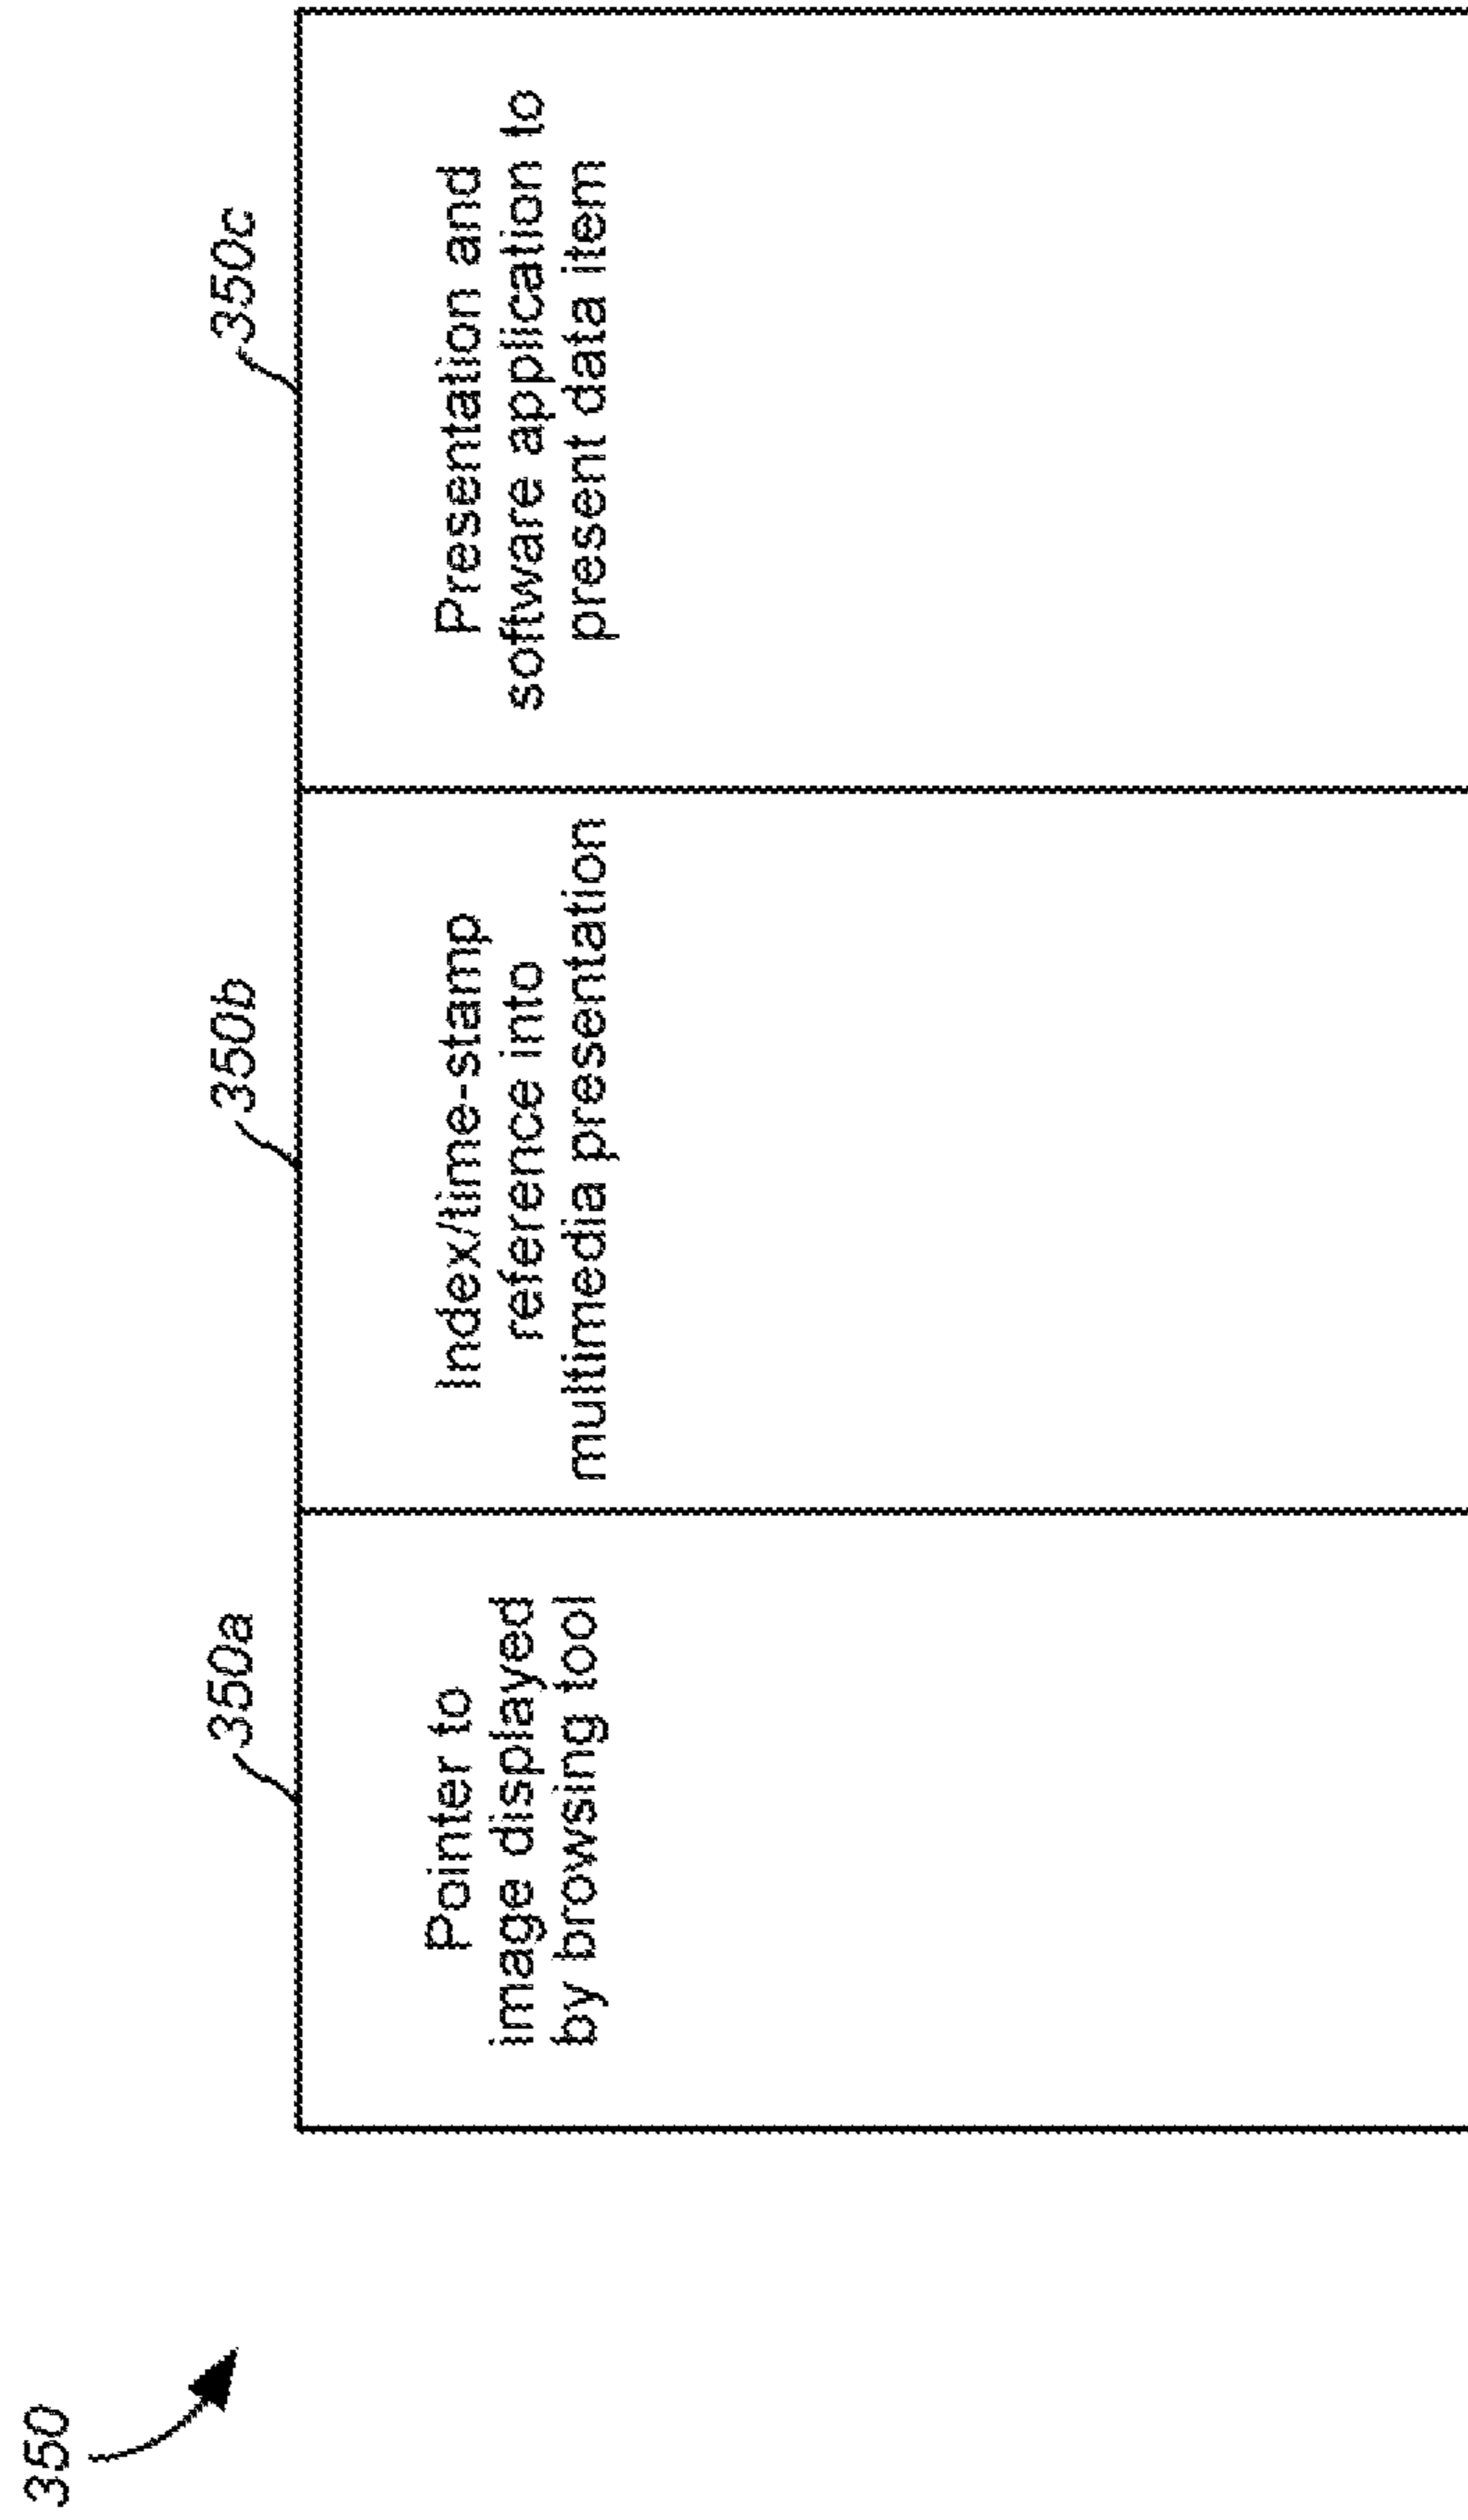 350
350a
350b
350c
Pointer to
image displayed
by browsing tool
Index/time-stamp
reference into
multimedia presentation
Presentation and
software application to
present data item